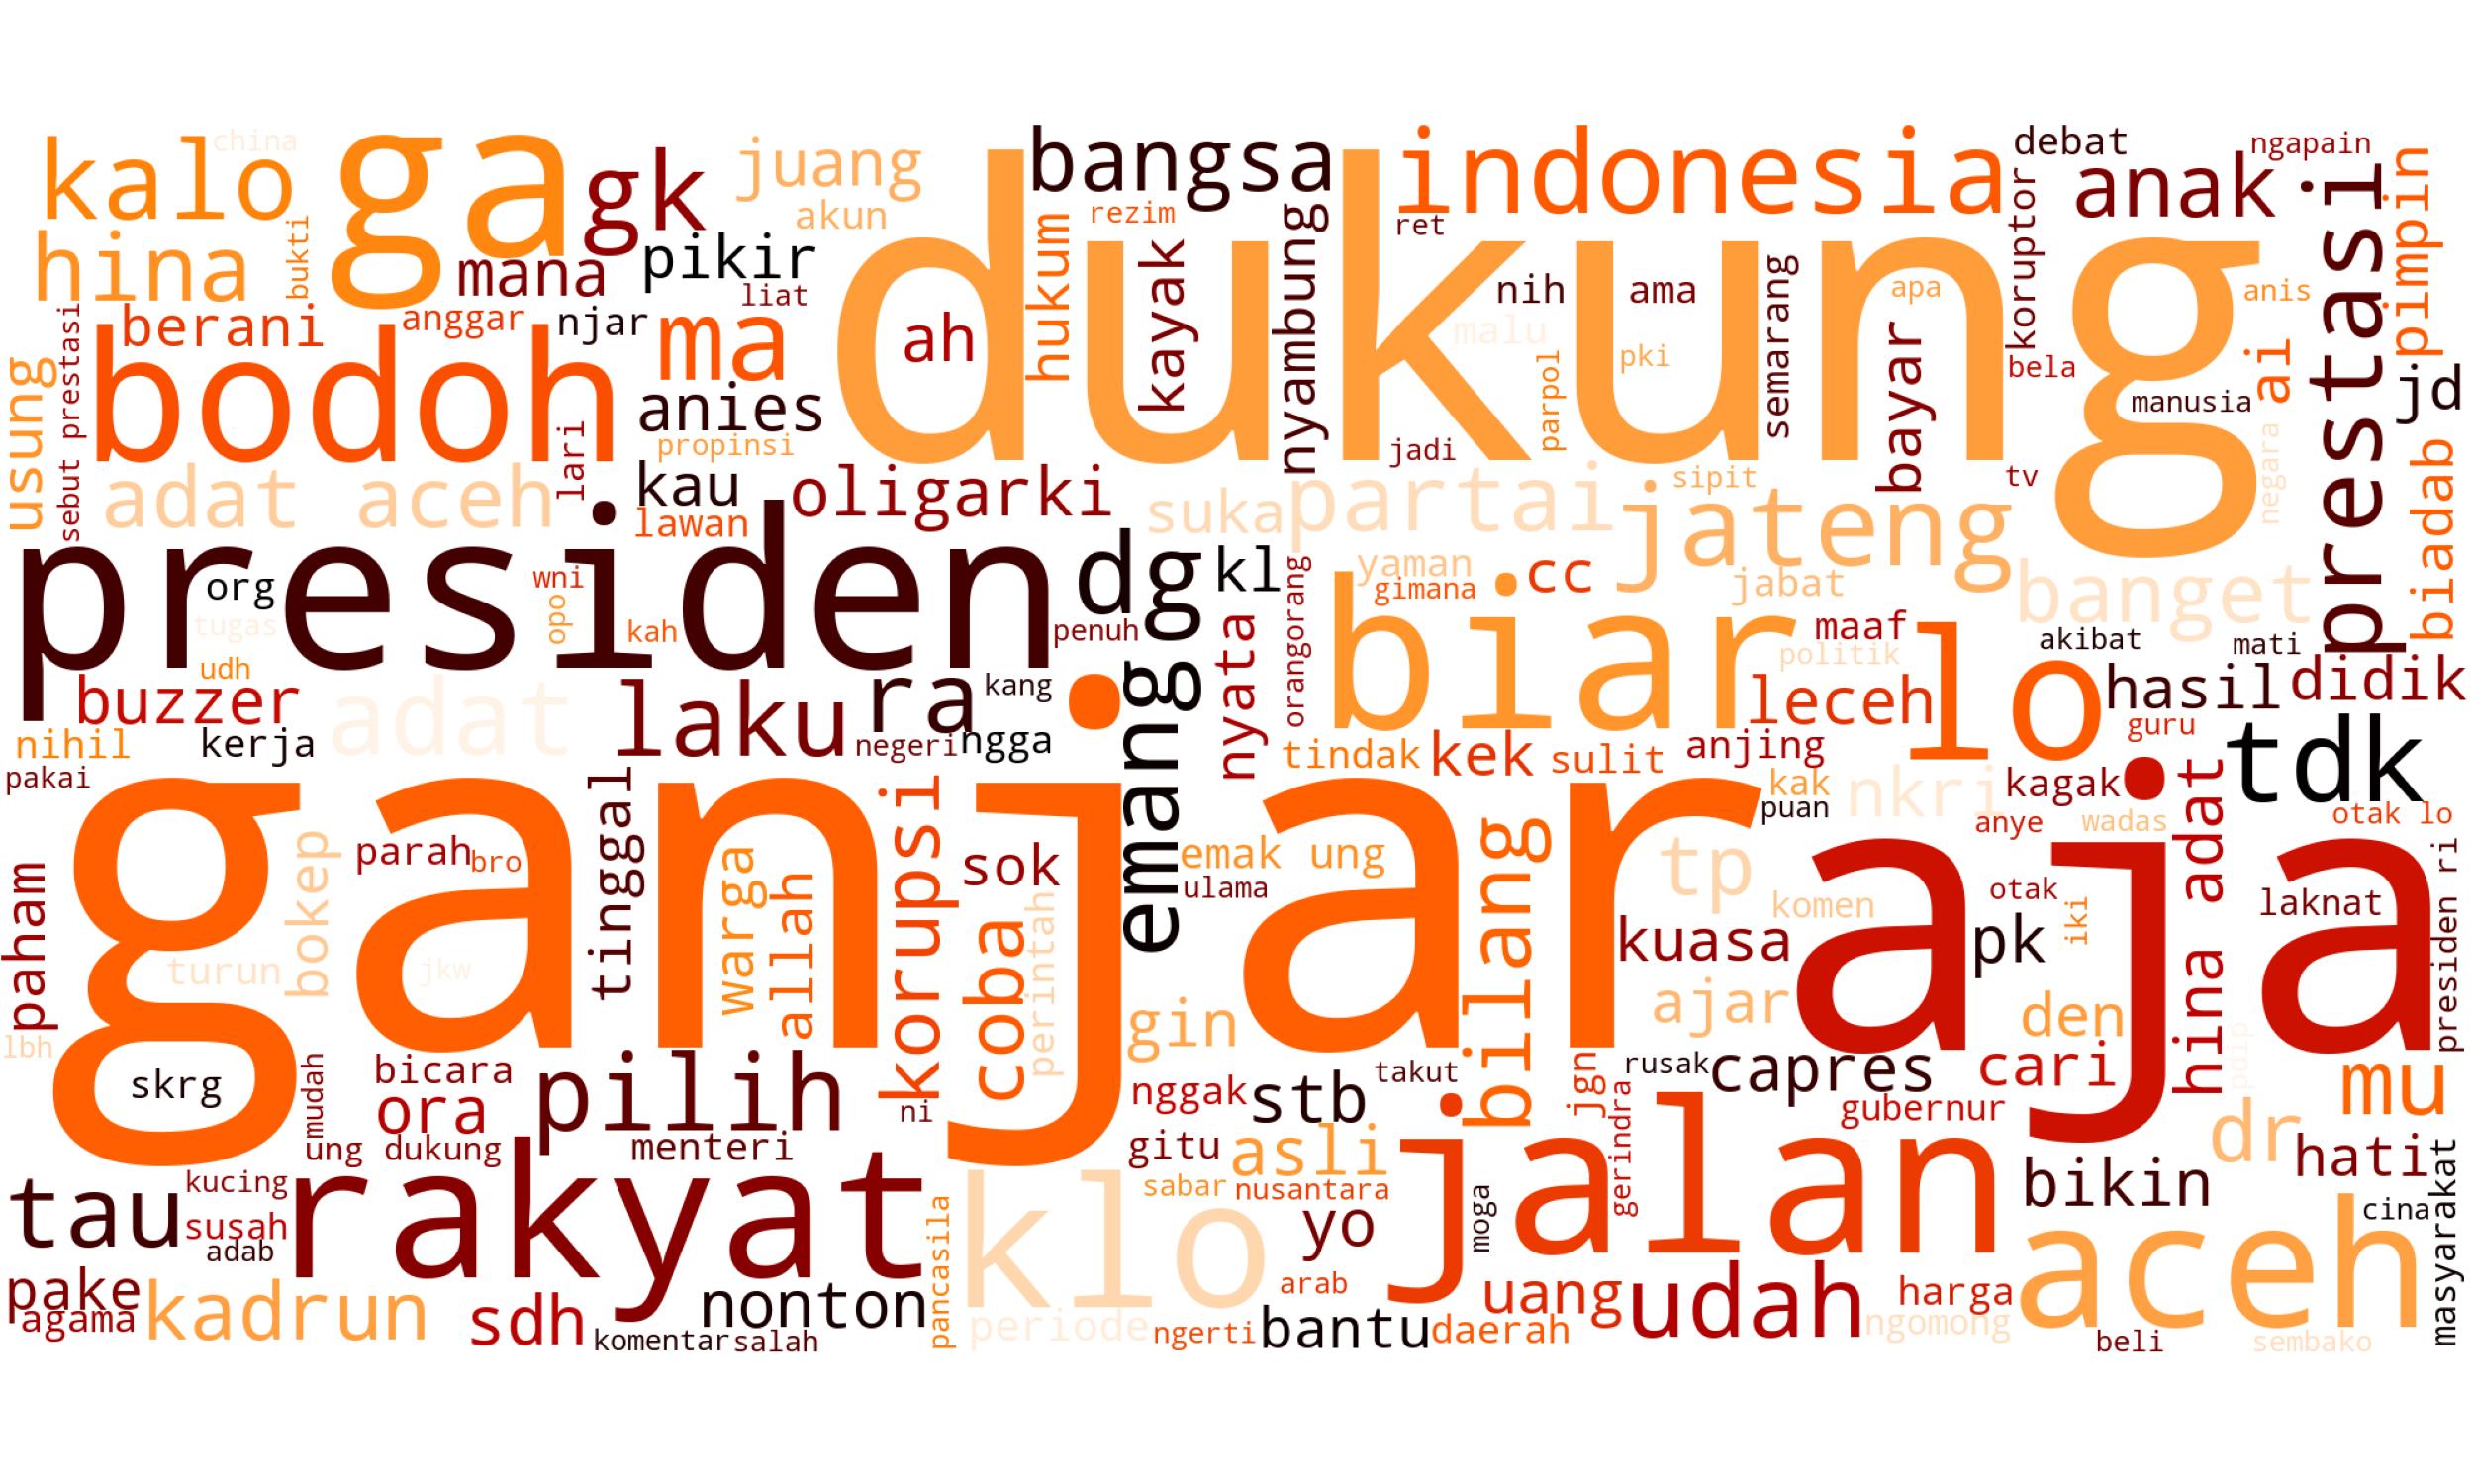 china
kalo
ga
gk
juang
akun
bangsa
rezim
indonesia
ret
debat
ngapain
anak
prestasi
pimpin
hina
bukti
mana
pikir
liat
hukum
kayak
nyambung
dukung
ah
nih
ama
malu
pki
parpol
semarang
apa
bayar
koruptor
bela
anis
ai
manusia
negara
jd
biadab
usung
sebut prestasi
berani
anggar
njar
ma
bodoh
lari
anies
propinsi
adat aceh
kau
lawan
oligarki
jadi
suka
partai
sipit
tv
jateng
presiden
org
tugas
udh
wni
opo
kah
penuh
dg
kl
nyata
orangorang
yaman
gimana
cc
jabat
banget
biar
maaf
politik
lo
akibat
mati
leceh
hasil
didik
guru
buzzer
adat
laku
ra
kang
negeri
ngga
emang
nihil
kerja
pakai
tindak
kek
sulit
anjing
kak
puan
nkri
kagak
anye
wadas
tdk
otak lo
hina adat
ganjar
paham
bokep
parah
bro
tinggal
warga
allah
korupsi
sok
coba
perintah
emak ung
ulama
bilang
tp
komen
otak
iki
aja
laknat
presiden ri
turun
jkw
kuasa
pk
ajar
den
gin
lbh
skrg
mudah
bicara
ora
pilih
ni
nggak
stb
takut
jgn
gerindra
rusak
capres
cari
gubernur
pdip
mu
ung
dukung
menteri
gitu
asli
dr
hati
masyarakat
tau
kucing
susah
adab
rakyat
pancasila
klo
sabar
nusantara
yo
moga
jalan
bikin
cina
aceh
pake
agama
kadrun
sdh
nonton
komentar
salah
periode
ngerti
arab
bantu
daerah
uang
udah
harga
ngomong
beli
sembako